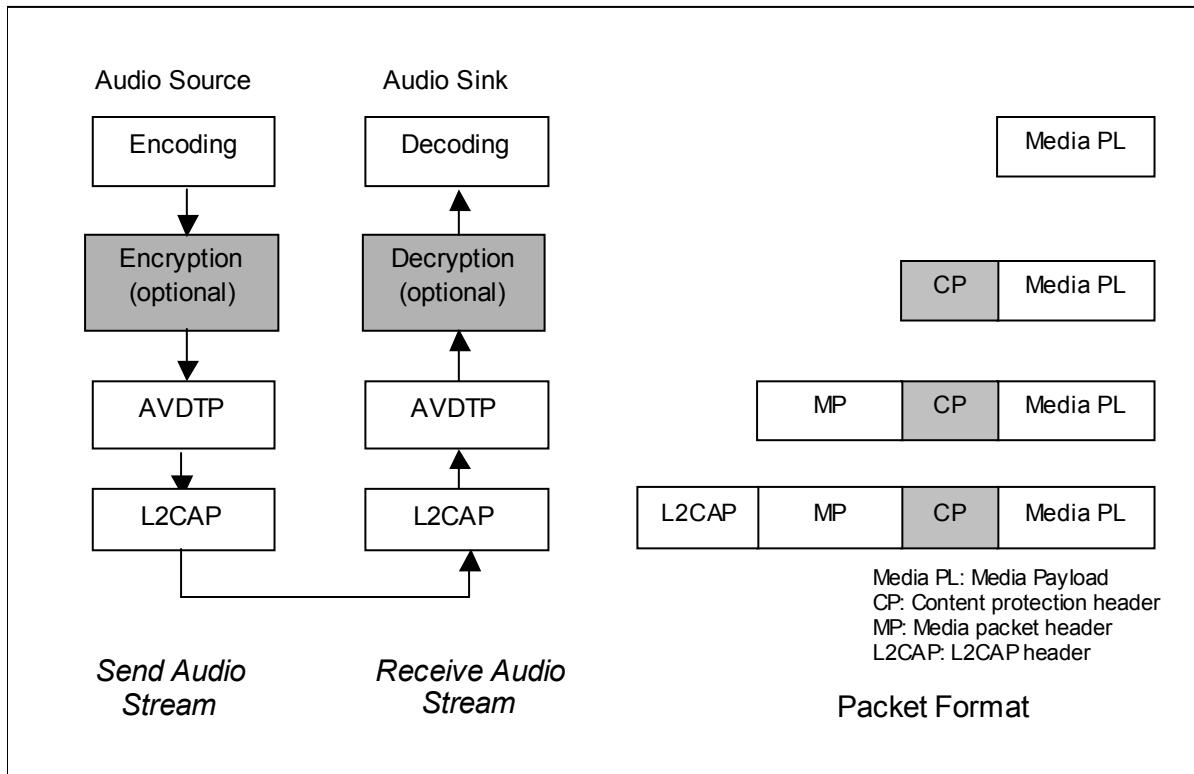 Audio Source
Audio Sink
Encoding
Decoding
Media PL
Encryption
(optional)
Decryption
(optional)
CP
Media PL
AVDTP
AVDTP
MP
CP
Media PL
L2CAP
L2CAP
L2CAP
MP
CP
Media PL
Media PL: Media Payload
CP: Content protection header
MP: Media packet header
L2CAP: L2CAP header
Send Audio
Stream
Receive Audio
Stream
Packet Format